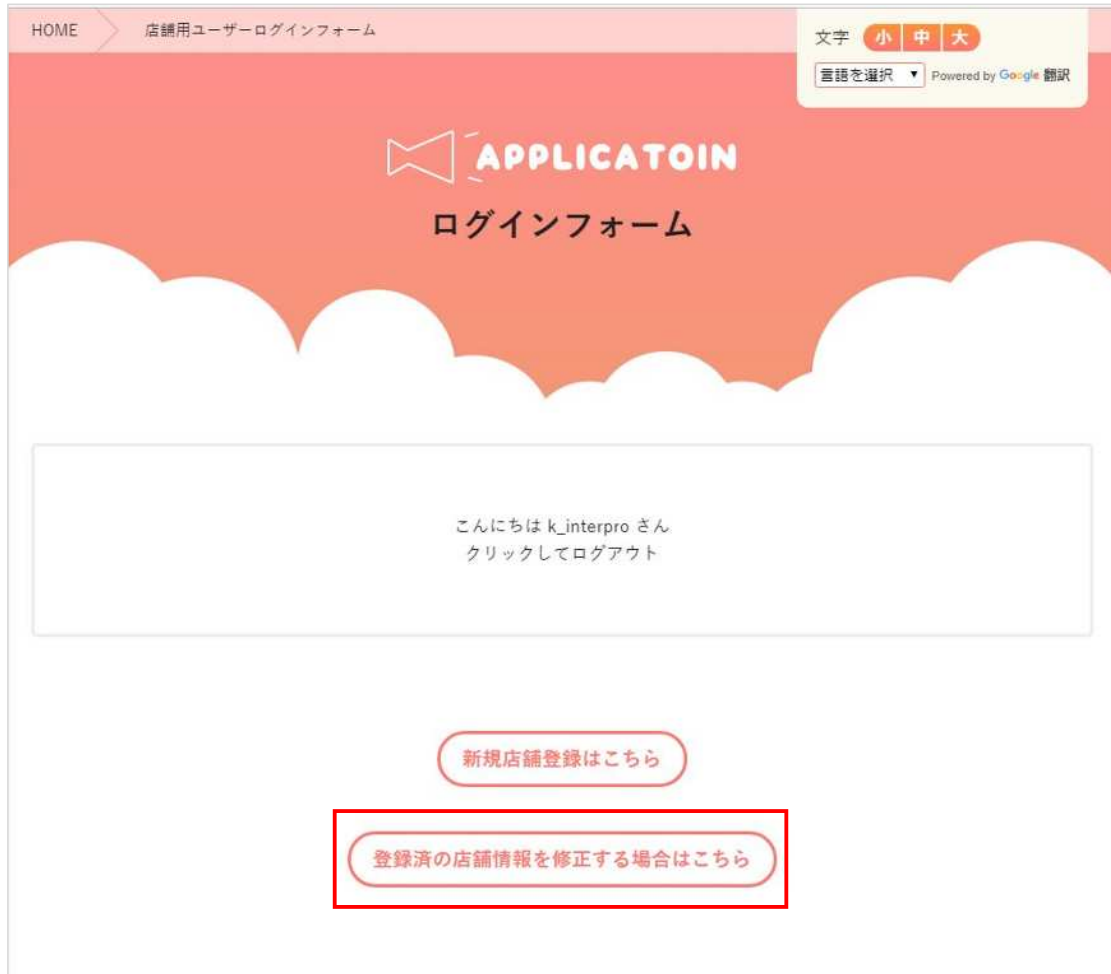 HOME
店舗用ユーザーログインフォーム
文字 小 中 大
言語を選択 ▼ Powered by Google 翻訳
APPLICATOIN
ログインフォーム
こんにちは k_interpro さん
クリックしてログアウト
新規店舗登録はこちら
登録済の店舗情報を修正する場合はこちら